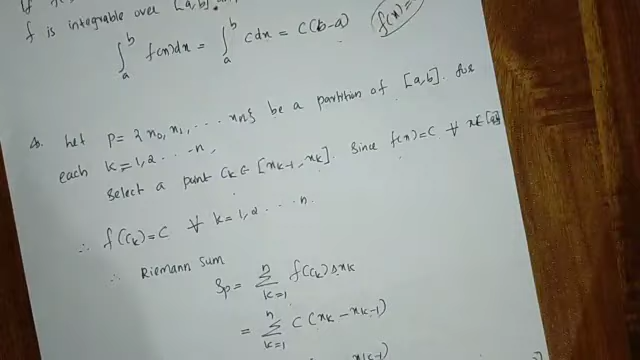 f is integrable over [a,b]
∫_a^b f(x)dx = ∫_a^b Cdx = C(b-a)
f(x)=
A. Let P = {x0, x1, ... xn} be a partition of [a,b]. for
each k=1,2 ... n,
Select a point Ck ∈ [xk-1, xk]. Since f(x)=C ∀ x∈[a,b]
∴ f(Ck)=C ∀ k=1,2 ... n.
∴ Riemann Sum
Sp = Σ_{k=1}^n f(Ck) Δxk
= Σ_{k=1}^n C (xk - xk-1)